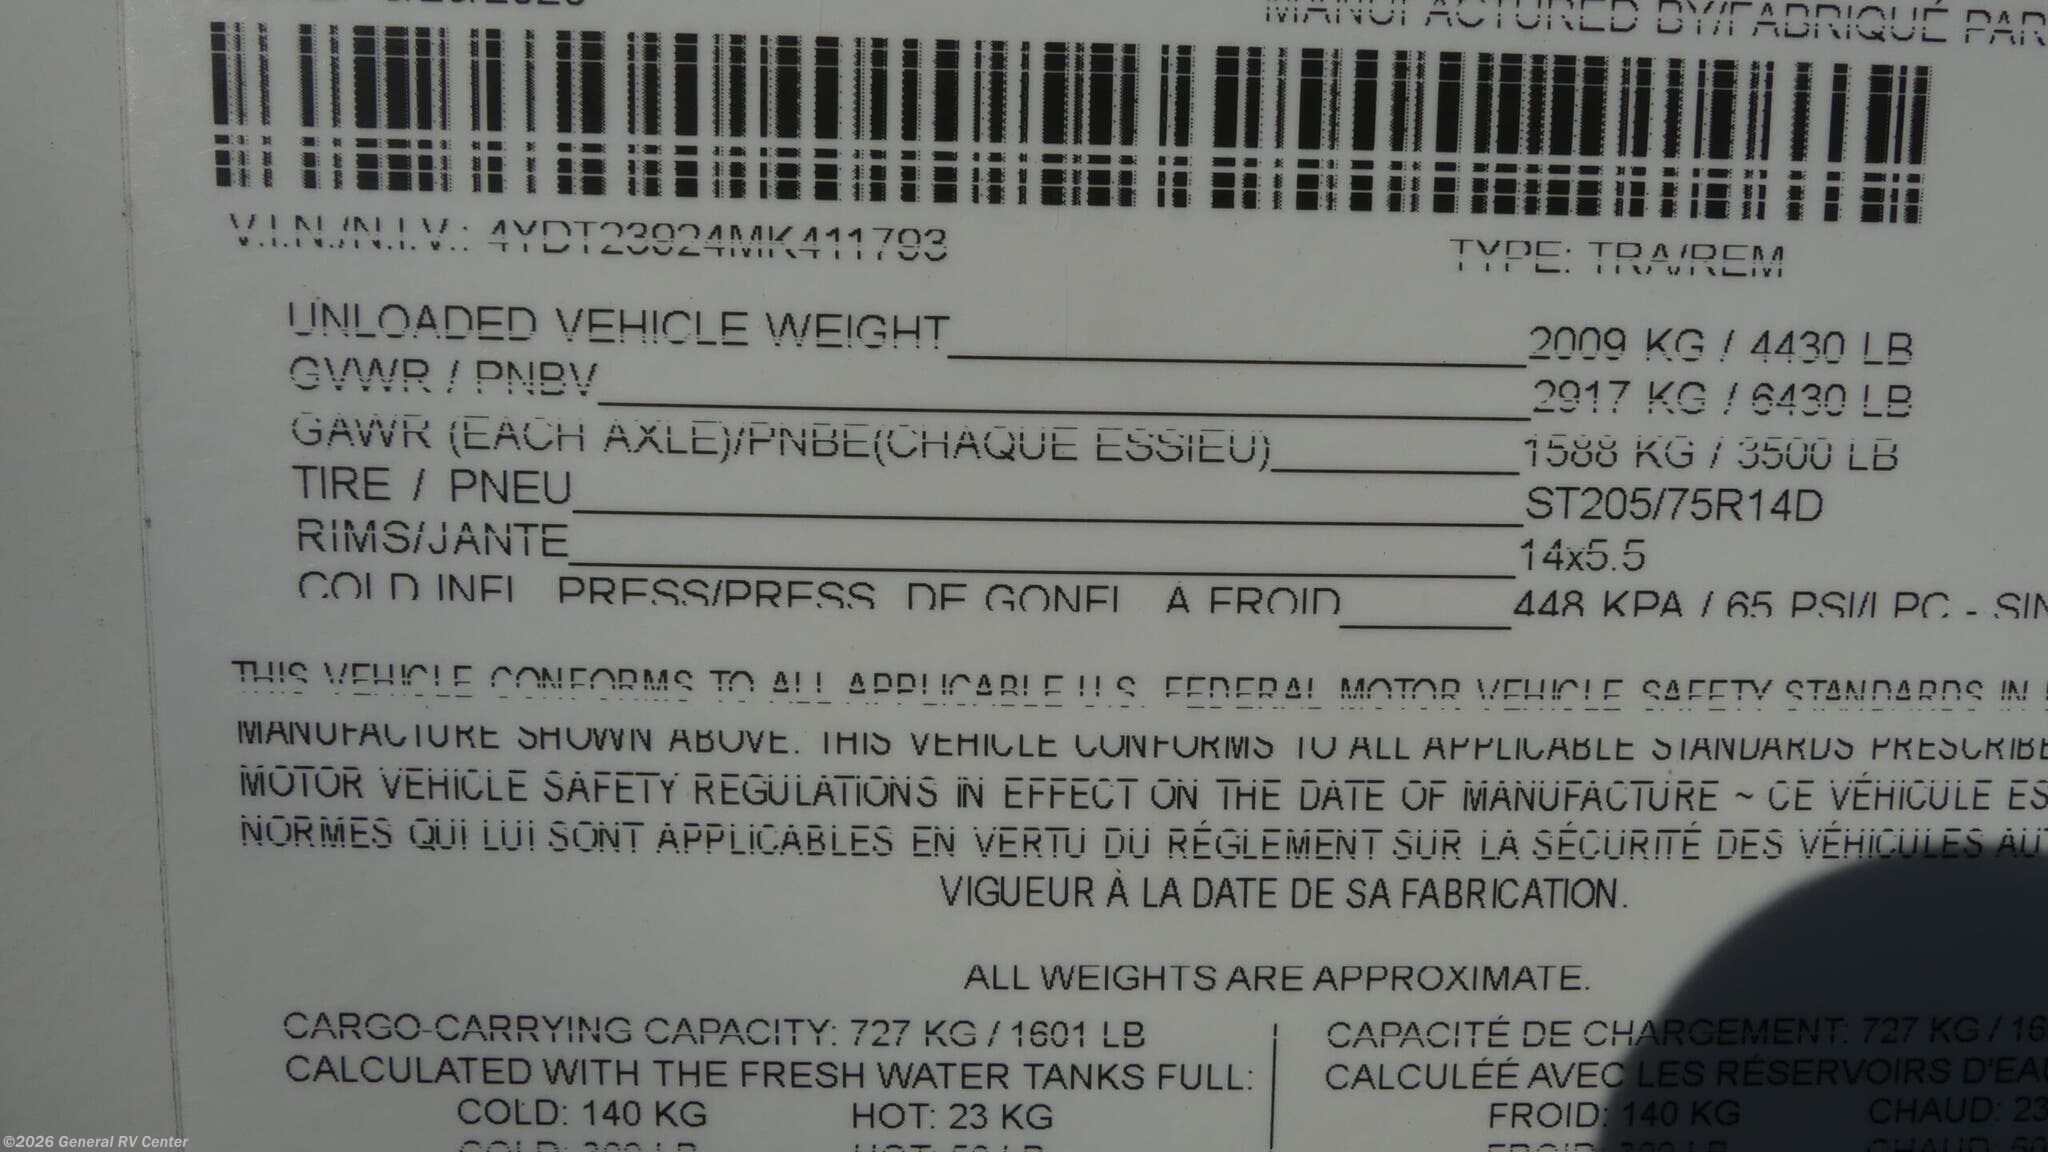 MANUFACTURED BY/FABRIQUÉ PAR
V.I.N./N.I.V.: 4YDT23924MK411793
TYPE: TRA/REM
UNLOADED VEHICLE WEIGHT 2009 KG / 4430 LB
GVWR / PNBV 2917 KG / 6430 LB
GAWR (EACH AXLE)/PNBE(CHAQUE ESSIEU) 1588 KG / 3500 LB
TIRE / PNEU ST205/75R14D
RIMS/JANTE 14x5.5
COLD INFL. PRESS/PRESS. DE GONFL. À FROID 448 KPA / 65 PSI/LPC - SIN
THIS VEHICLE CONFORMS TO ALL APPLICABLE U.S. FEDERAL MOTOR VEHICLE SAFETY STANDARDS IN
MANUFACTURE SHOWN ABOVE. THIS VEHICLE CONFORMS TO ALL APPLICABLE STANDARDS PRESCRIBE
MOTOR VEHICLE SAFETY REGULATIONS IN EFFECT ON THE DATE OF MANUFACTURE ~ CE VÉHICULE ES
NORMES QUI LUI SONT APPLICABLES EN VERTU DU RÉGLEMENT SUR LA SÉCURITÉ DES VÉHICULES AUT
VIGUEUR À LA DATE DE SA FABRICATION.
ALL WEIGHTS ARE APPROXIMATE.
CARGO-CARRYING CAPACITY: 727 KG / 1601 LB
CALCULATED WITH THE FRESH WATER TANKS FULL:
COLD: 140 KG HOT: 23 KG
CAPACITÉ DE CHARGEMENT: 727 KG / 16
CALCULÉÉ AVEC LES RÉSERVOIRS D'EAU
FROID: 140 KG CHAUD: 23
©2026 General RV Center